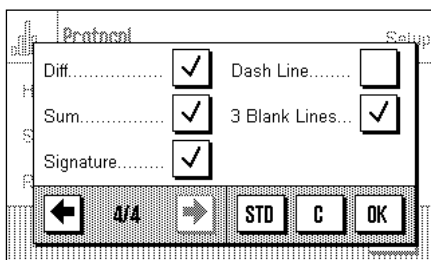 Protocol Setup
Diff................. Dash Line........
Sum.............. 3 Blank Lines...
Signature.........
4/4 STD C OK